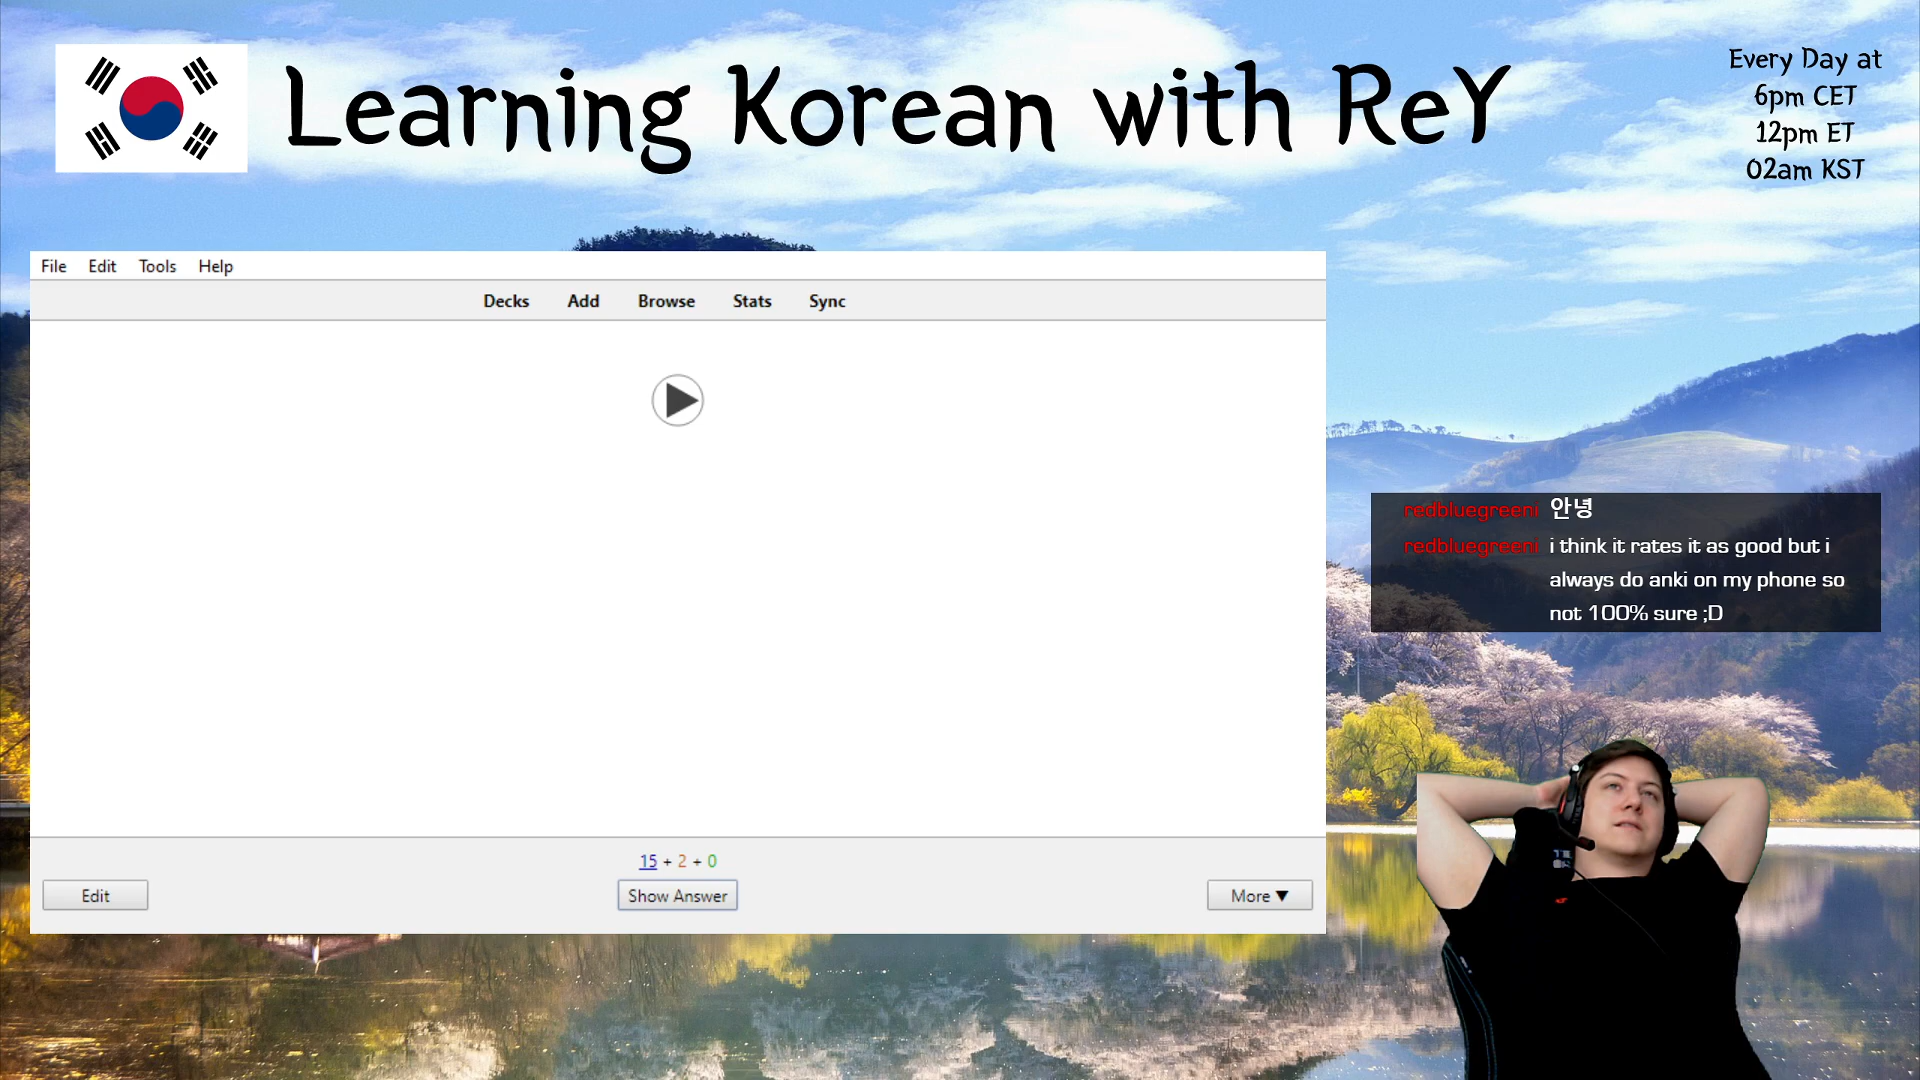 Learning Korean with ReY
Every Day at
6pm CET
12pm ET
02am KST
File Edit Tools Help
Decks Add Browse Stats Sync
redbluegreeni 안녕
redbluegreeni i think it rates it as good but i
always do anki on my phone so
not 100% sure ;D
15 + 2 + 0
Edit Show Answer More ▼